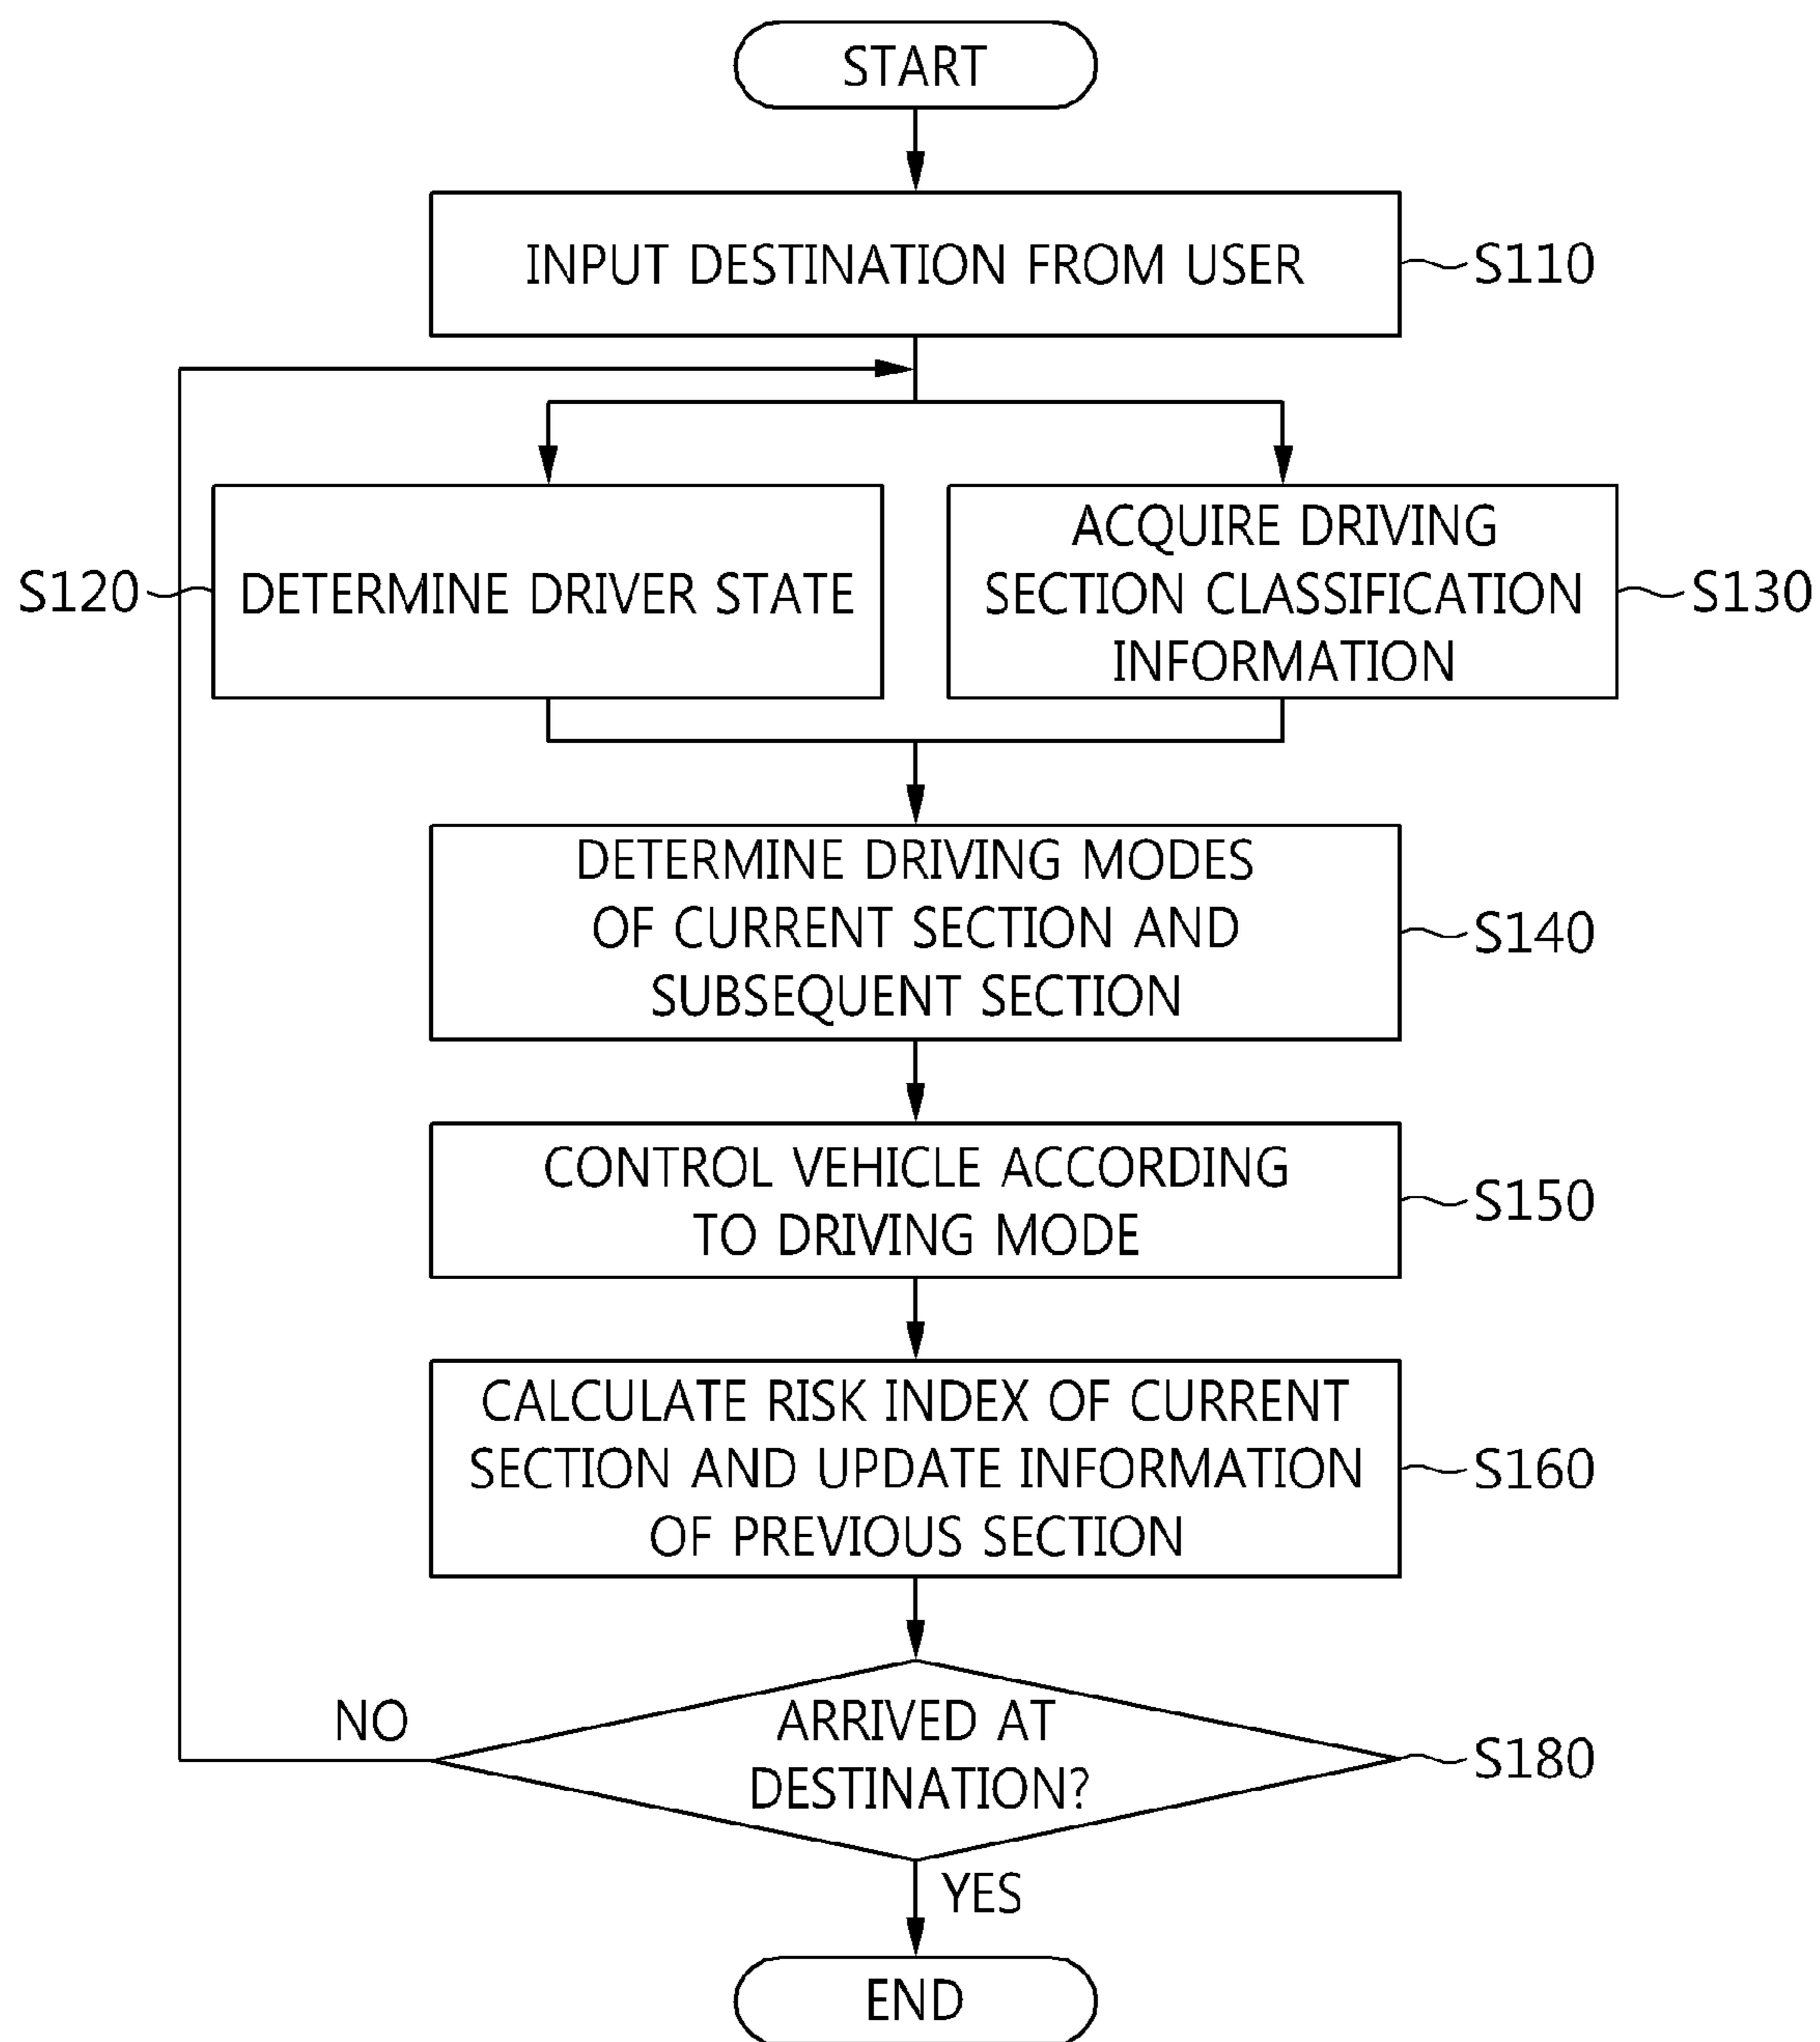 START
INPUT DESTINATION FROM USER
S110
S120
DETERMINE DRIVER STATE
ACQUIRE DRIVING
SECTION CLASSIFICATION
INFORMATION
S130
DETERMINE DRIVING MODES
OF CURRENT SECTION AND
SUBSEQUENT SECTION
S140
CONTROL VEHICLE ACCORDING
TO DRIVING MODE
S150
CALCULATE RISK INDEX OF CURRENT
SECTION AND UPDATE INFORMATION
OF PREVIOUS SECTION
S160
NO
ARRIVED AT
DESTINATION?
S180
YES
END